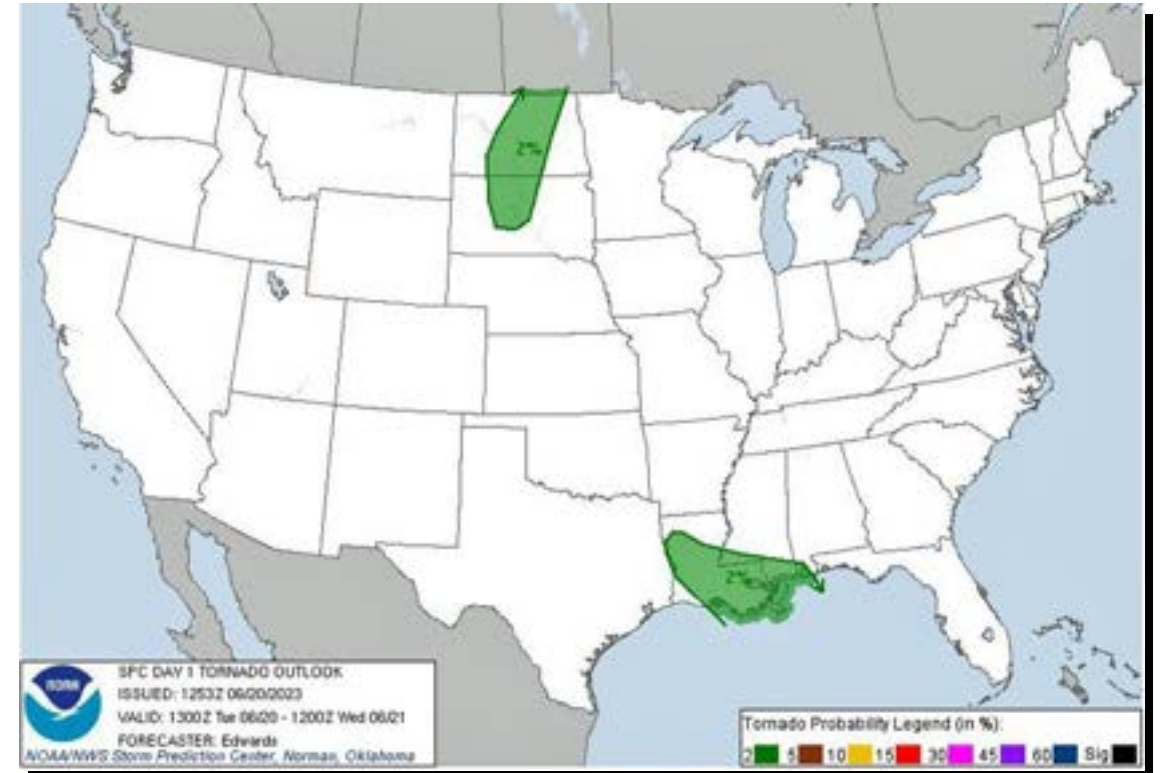 2%
2%
NOAA
SPC DAY 1 TORNADO OUTLOOK
ISSUED: 1253Z 06/20/2023
VALID: 1300Z Tue 06/20 - 1200Z Wed 06/21
FORECASTER: Edwards
NOAA/NWS Storm Prediction Center, Norman, Oklahoma
Tornado Probability Legend (in %):
2 5 10 15 30 45 60 Sig